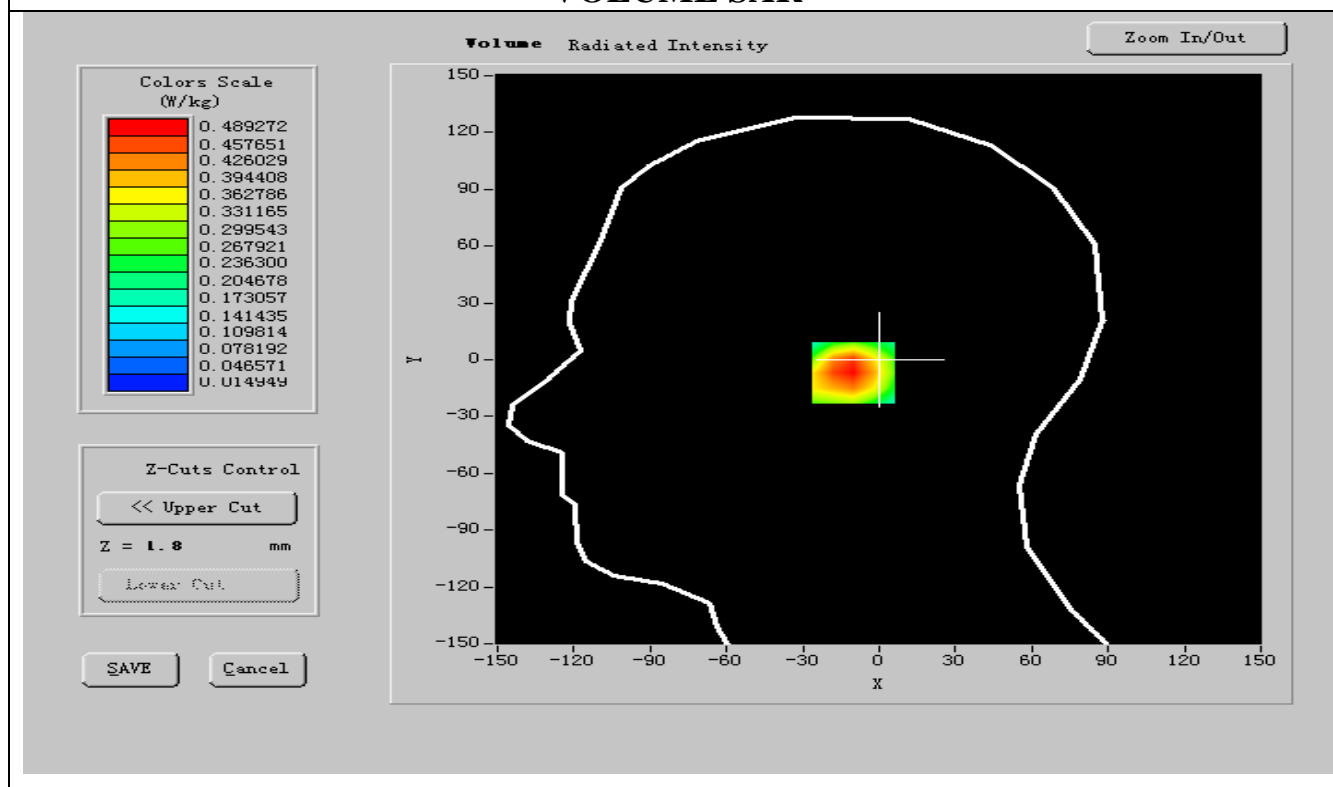 VOLUME SAR
Volume Radiated Intensity
Zoom In/Out
Colors Scale
(W/kg)
0.489272
0.457651
0.426029
0.394408
0.362786
0.331165
0.299543
0.267921
0.236300
0.204678
0.173057
0.141435
0.109814
0.078192
0.046571
0.014949
Z-Cuts Control
<< Upper Cut
Z = 1.8 mm
Lower Cut
SAVE Cancel
150
120
90
60
30
0
-30
-60
-90
-120
-150
Y
-150 -120 -90 -60 -30 0 30 60 90 120 150
X